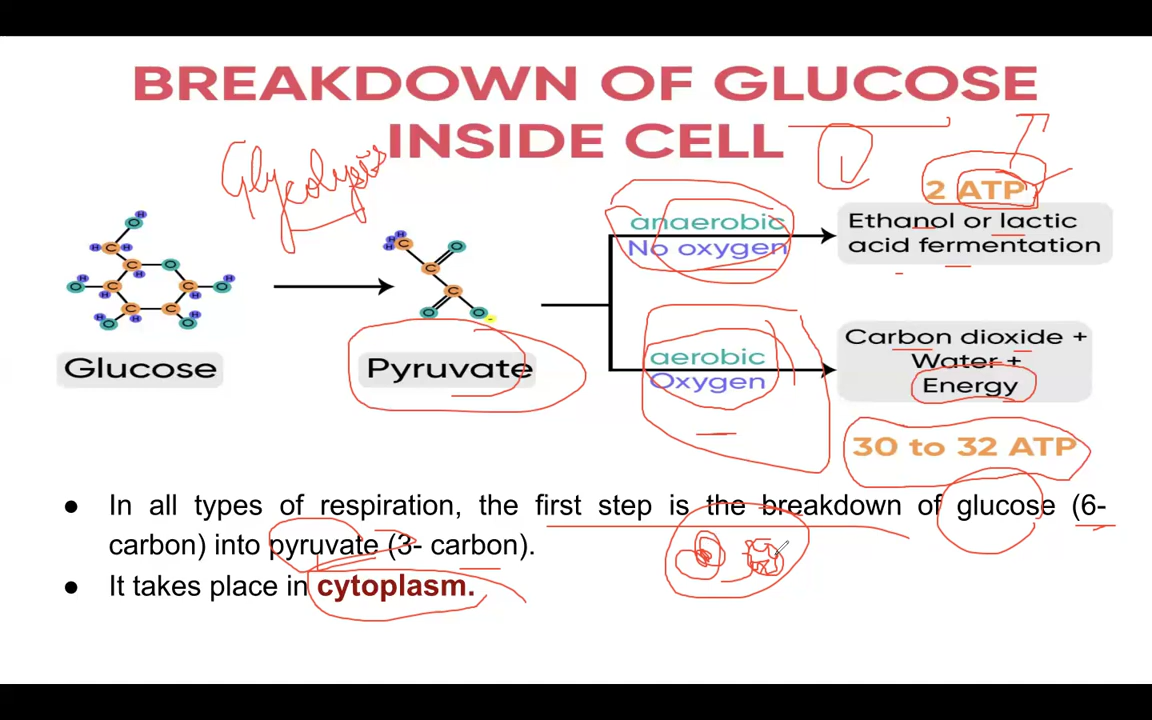 BREAKDOWN OF GLUCOSE
INSIDE CELL
Glycolysis
2 ATP
anaerobic
No oxygen
Ethanol or lactic
acid fermentation
Glucose
Pyruvate
aerobic
Oxygen
Carbon dioxide +
Water +
Energy
30 to 32 ATP
● In all types of respiration, the first step is the breakdown of glucose (6-
carbon) into pyruvate (3- carbon).
● It takes place in cytoplasm.